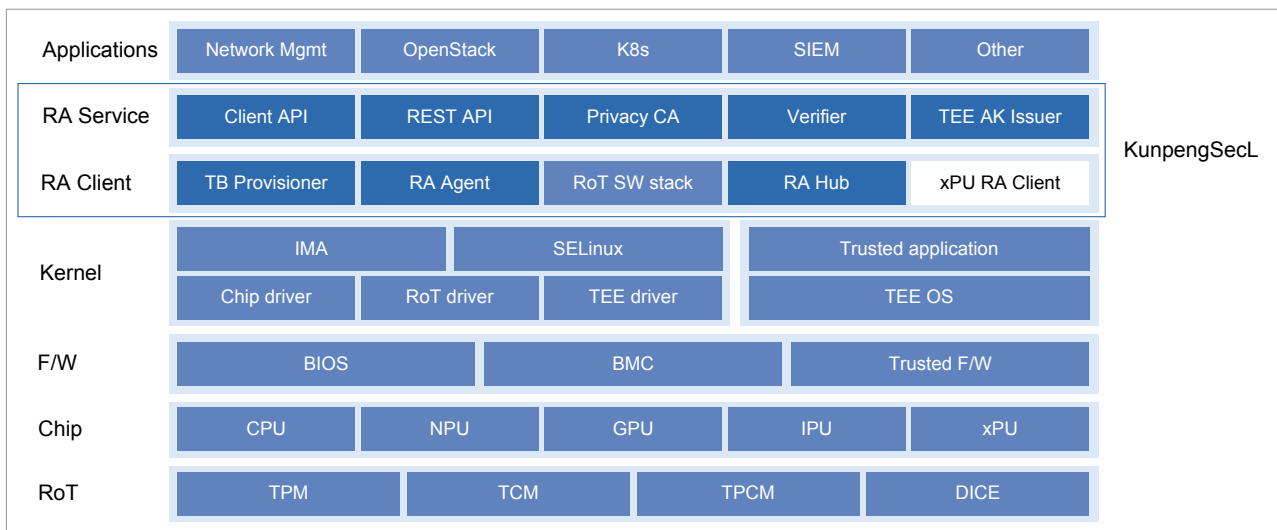 Applications
Network Mgmt
OpenStack
K8s
SIEM
Other
RA Service
Client API
REST API
Privacy CA
Verifier
TEE AK Issuer
KunpengSecL
RA Client
TB Provisioner
RA Agent
RoT SW stack
RA Hub
xPU RA Client
Kernel
IMA
SELinux
Trusted application
Chip driver
RoT driver
TEE driver
TEE OS
F/W
BIOS
BMC
Trusted F/W
Chip
CPU
NPU
GPU
IPU
xPU
RoT
TPM
TCM
TPCM
DICE